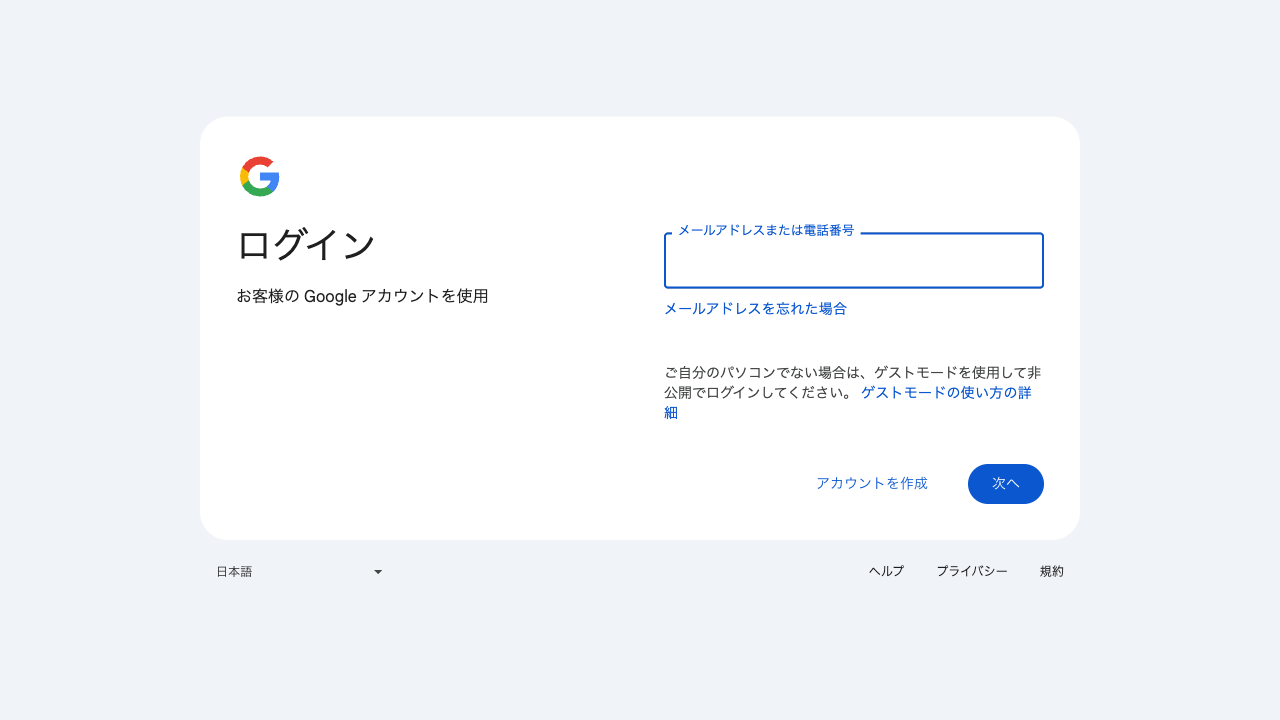 ログイン
お客様の Google アカウントを使用
メールアドレスまたは電話番号
メールアドレスを忘れた場合
ご自分のパソコンでない場合は、ゲストモードを使用して非
公開でログインしてください。 ゲストモードの使い方の詳
細
アカウントを作成
次へ
日本語
ヘルプ
プライバシー
規約